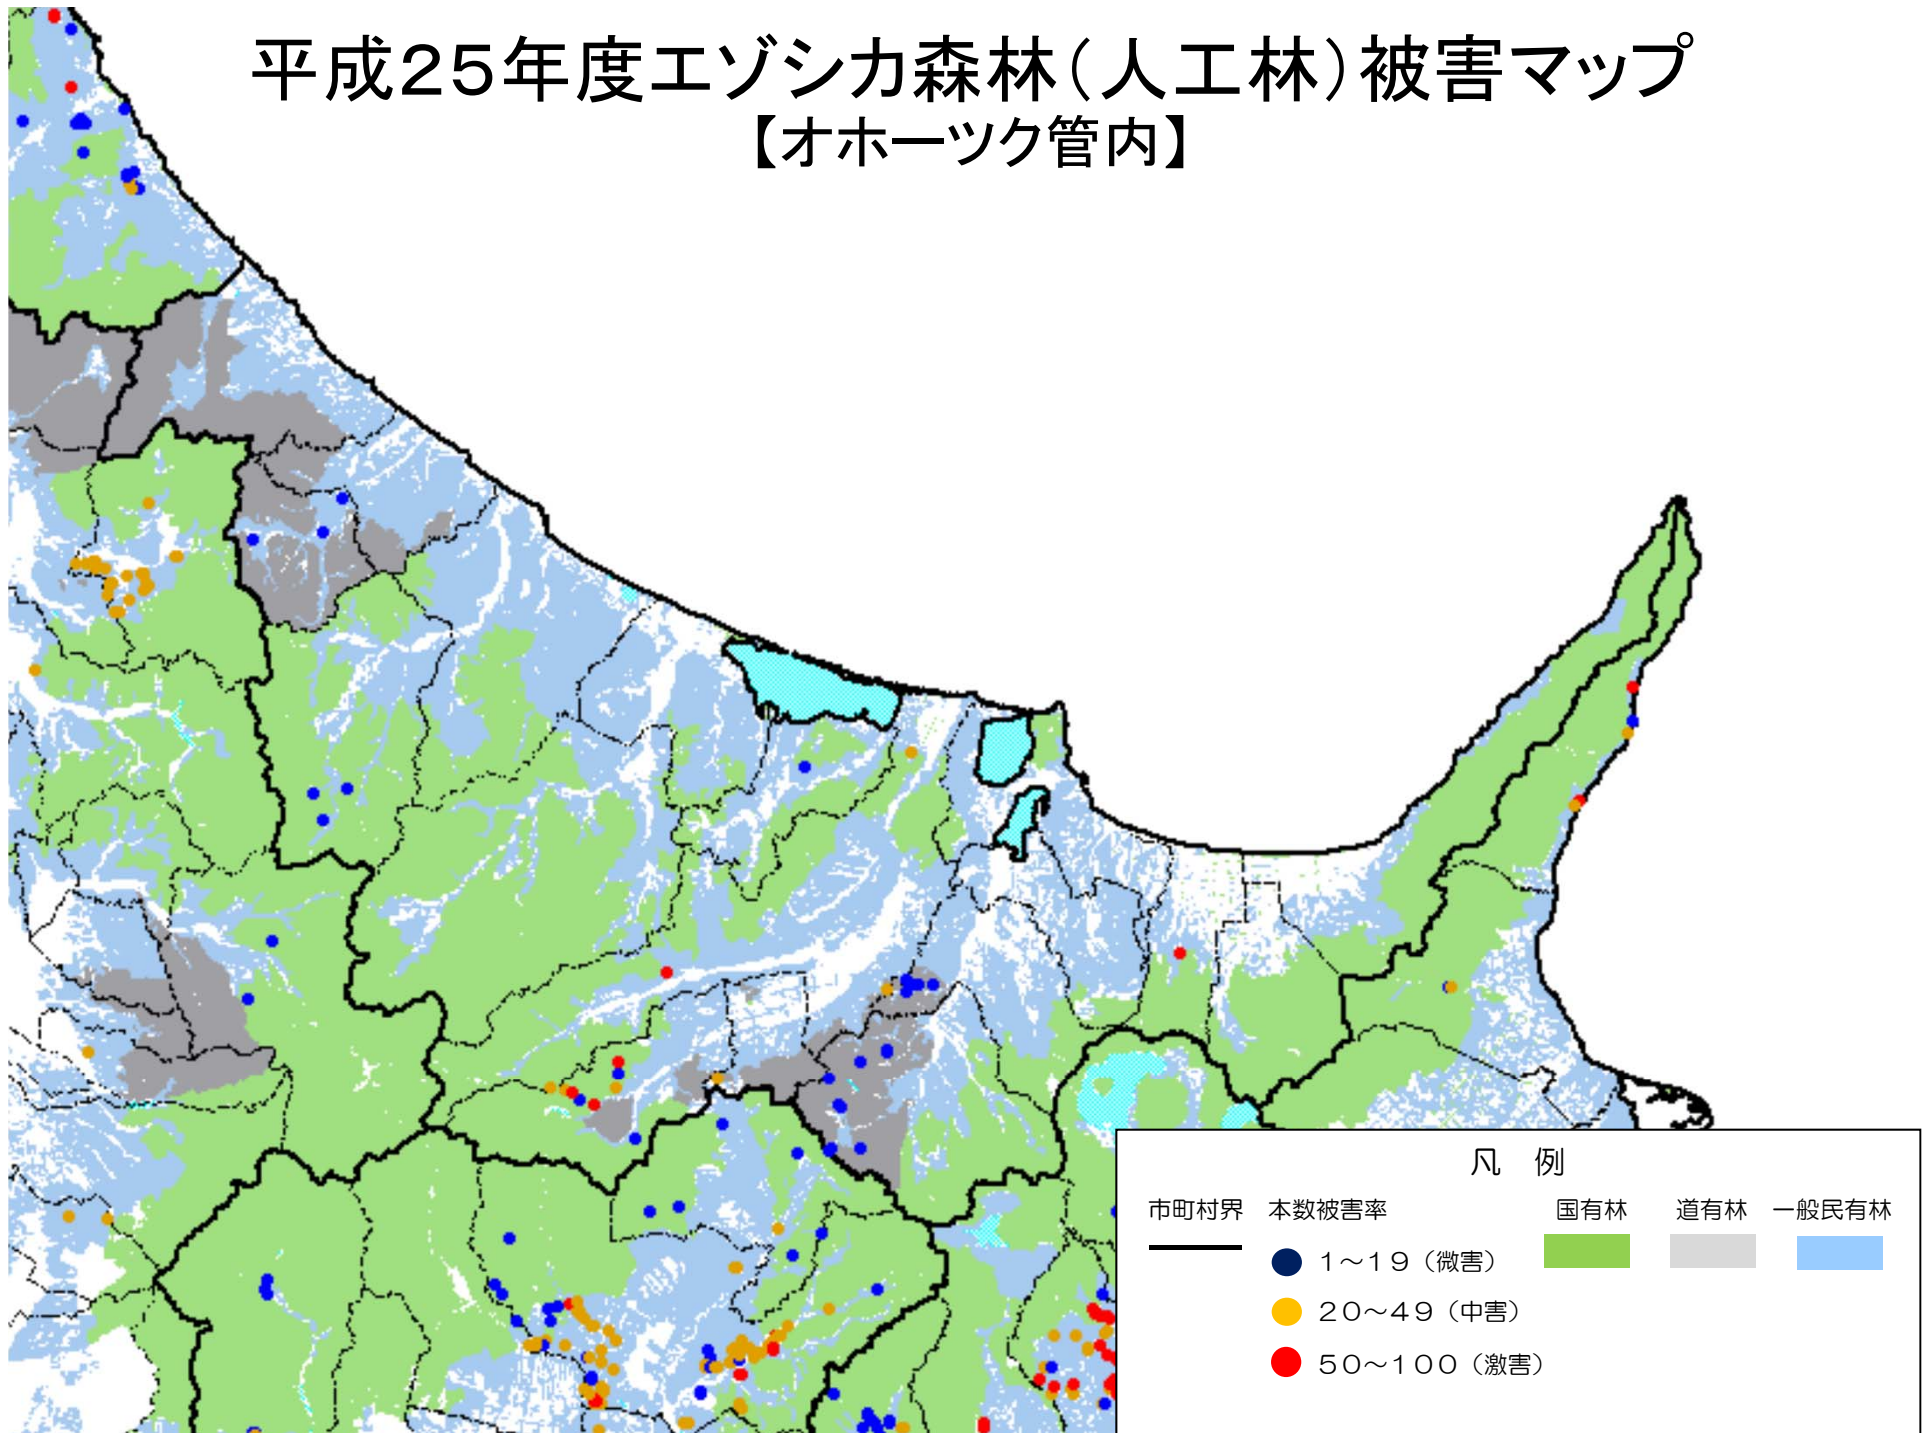 平成２５年度エゾシカ森林（人工林）被害マップ
【オホーツク管内】
凡　例
市町村界　本数被害率　国有林　道有林　一般民有林
１～１９（微害）
２０～４９（中害）
５０～１００（激害）